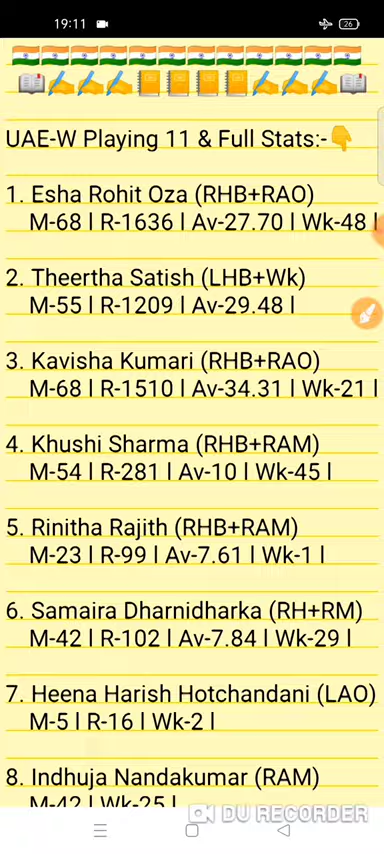 19:11
26
UAE-W Playing 11 & Full Stats:-👇
1. Esha Rohit Oza (RHB+RAO)
M-68 l R-1636 l Av-27.70 l Wk-48 l
2. Theertha Satish (LHB+Wk)
M-55 l R-1209 l Av-29.48 l
3. Kavisha Kumari (RHB+RAO)
M-68 l R-1510 l Av-34.31 l Wk-21 l
4. Khushi Sharma (RHB+RAM)
M-54 l R-281 l Av-10 l Wk-45 l
5. Rinitha Rajith (RHB+RAM)
M-23 l R-99 l Av-7.61 l Wk-1 l
6. Samaira Dharnidharka (RH+RM)
M-42 l R-102 l Av-7.84 l Wk-29 l
7. Heena Harish Hotchandani (LAO)
M-5 l R-16 l Wk-2 l
8. Indhuja Nandakumar (RAM)
M-42 l Wk-25 l
DU RECORDER